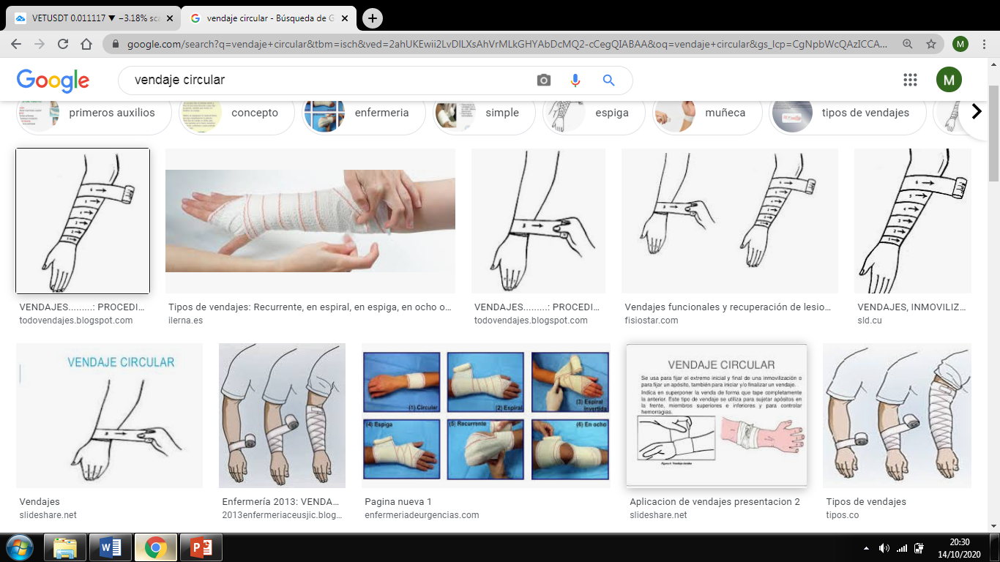 VETUSDT 0.011117 ▼ −3.18% sca
vendaje circular - Búsqueda de G
google.com/search?q=vendaje+circular&tbm=isch&ved=2ahUKEwii2LvDlLXsAhVrMLkGHYAbDcMQ2-cCegQIABAA&oq=vendaje+circular&gs_lcp=CgNpbWcQAzICCA...
M
Google
vendaje circular
M
primeros auxilios
concepto
enfermeria
simple
espiga
muñeca
tipos de vendajes
VENDAJES.........: PROCEDI...
todovendajes.blogspot.com
Tipos de vendajes: Recurrente, en espiral, en espiga, en ocho o...
ilerna.es
VENDAJES.........: PROCEDI...
todovendajes.blogspot.com
Vendajes funcionales y recuperación de lesio...
fisiostar.com
VENDAJES, INMOVILIZ...
sld.cu
VENDAJE CIRCULAR
(1) Circular
(2) Espiral
(3) Espiral
invertida
(4) Espiga
(5) Recurrente
(6) En ocho
VENDAJE CIRCULAR
Se usa para fijar el extremo inicial y final de una inmovilización o
para fijar un apósito, también para iniciar y/o finalizar un vendaje.
Indica en superponer la venda de forma que tape completamente
la anterior. Este tipo de vendaje se utiliza para sujetar apósitos en
la frente, miembros superiores e inferiores y para controlar
hemorragias.
Vendajes
slideshare.net
Enfermería 2013: VENDA...
2013enfermeriaceusjic.blog...
Pagina nueva 1
enfermeriadeurgencias.com
Aplicacion de vendajes presentacion 2
slideshare.net
Tipos de vendajes
tipos.co
20:30
14/10/2020